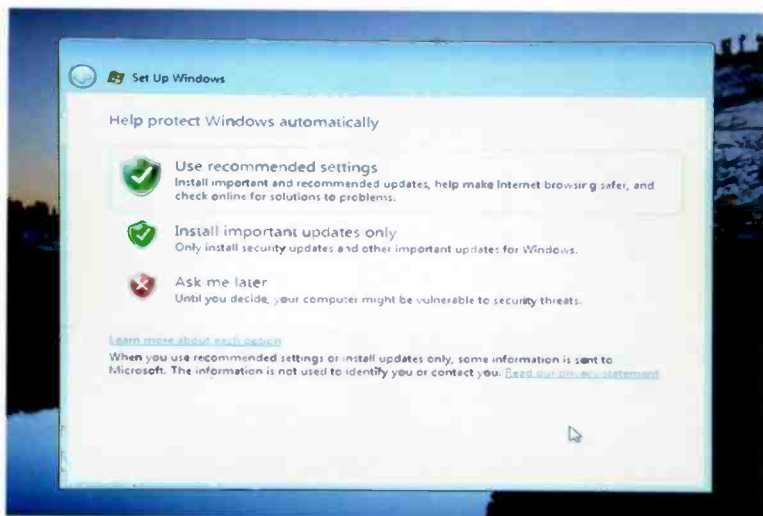 Set Up Windows
Help protect Windows automatically
Use recommended settings
Install important and recommended updates, help make Internet browsing safer, and
check online for solutions to problems.
Install important updates only
Only install security updates and other important updates for Windows.
Ask me later
Until you decide, your computer might be vulnerable to security threats.
Learn more about each option
When you use recommended settings or install updates only, some information is sent to
Microsoft. The information is not used to identify you or contact you. Read our privacy statement